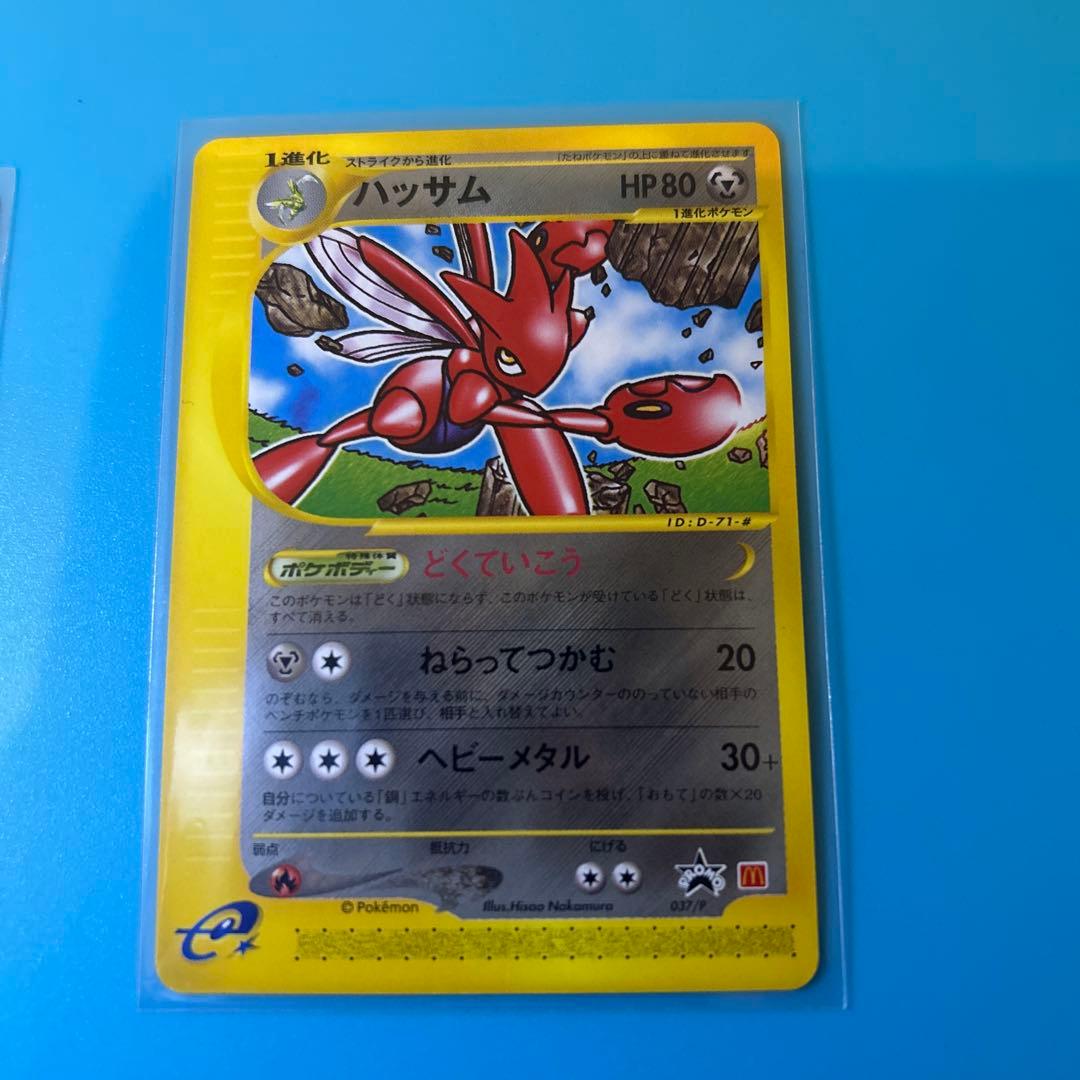 1進化 ストライクから進化 「たねポケモン」の上に重ねて進化させます
ハッサム HP80
1進化ポケモン
ID:D-71-#
特殊体質
ポケボディー どくていこう
このポケモンは「どく」状態にならず、このポケモンが受けている「どく」状態は、
すべて消える。
ねらってつかむ 20
のぞむなら、ダメージを与える前に、ダメージカウンターののっていない相手の
ベンチポケモンを1匹選び、相手と入れ替えてよい。
ヘビーメタル 30+
自分についている「鋼」エネルギーの数ぶんコインを投げ、「おもて」の数×20
ダメージを追加する。
弱点 抵抗力 にげる
PROMO
© Pokémon Illus.Hisao Nakamura 037/P
e